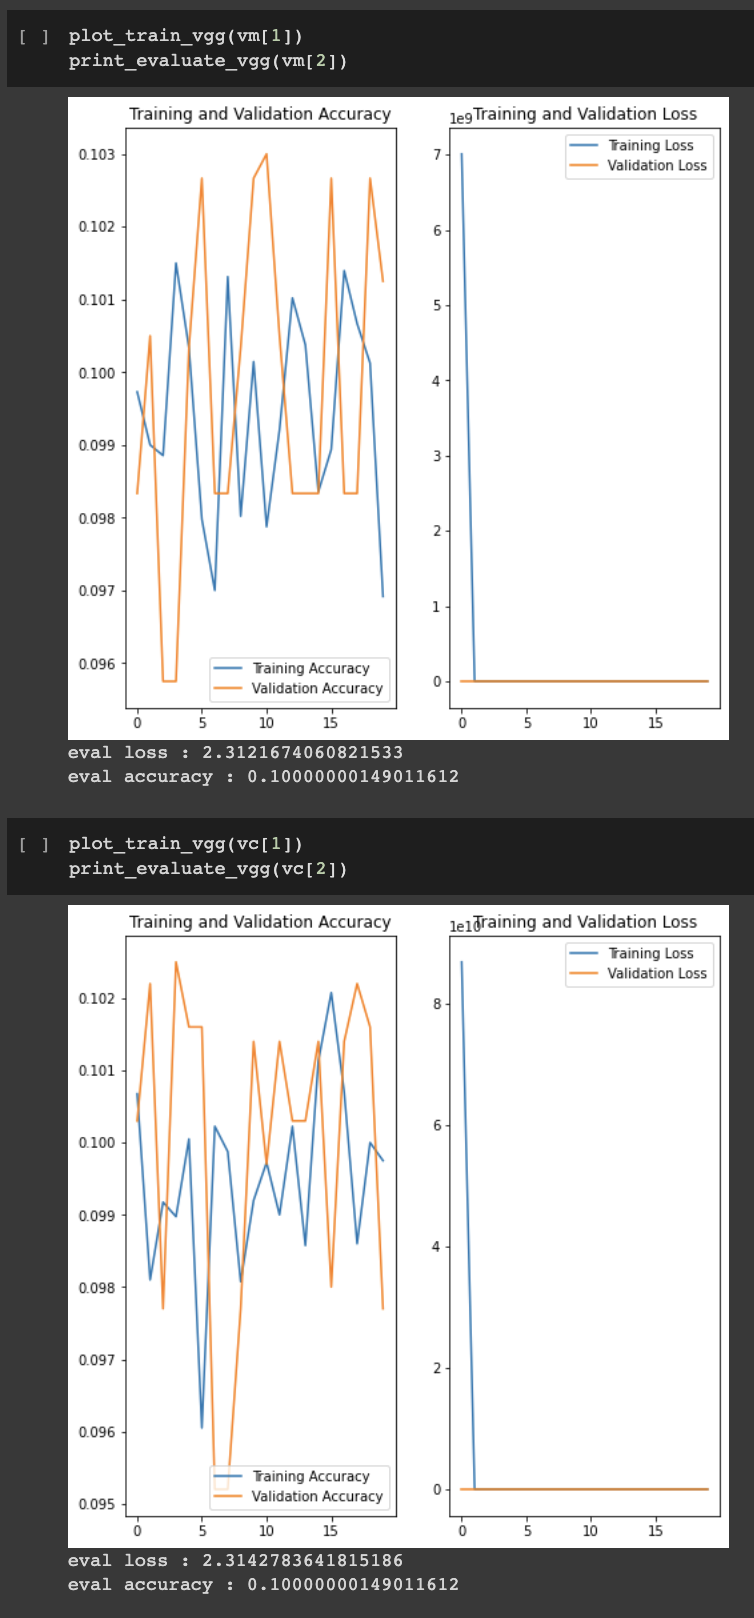 [ ] plot_train_vgg(vm[1])
print_evaluate_vgg(vm[2])
Training and Validation Accuracy
0.103
0.102
0.101
0.100
0.099
0.098
0.097
0.096
Training Accuracy
Validation Accuracy
0 5 10 15
1e9
Training and Validation Loss
7
6
5
4
3
2
1
0
Training Loss
Validation Loss
0 5 10 15
eval loss : 2.3121674060821533
eval accuracy : 0.10000000149011612
[ ] plot_train_vgg(vc[1])
print_evaluate_vgg(vc[2])
Training and Validation Accuracy
0.102
0.101
0.100
0.099
0.098
0.097
0.096
0.095
Training Accuracy
Validation Accuracy
0 5 10 15
1e10
Training and Validation Loss
8
6
4
2
0
Training Loss
Validation Loss
0 5 10 15
eval loss : 2.3142783641815186
eval accuracy : 0.10000000149011612